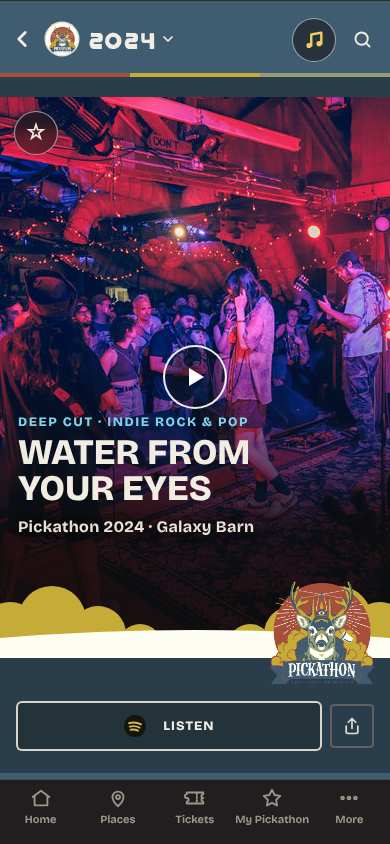 2024
DON'T
DEEP CUT · INDIE ROCK & POP
WATER FROM
YOUR EYES
Pickathon 2024 · Galaxy Barn
PICKATHON
LISTEN
Home Places Tickets My Pickathon More